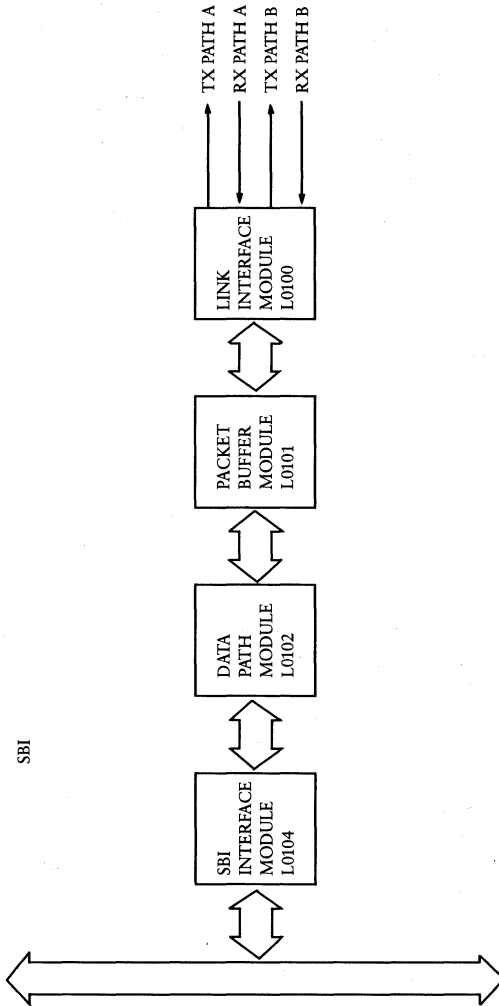 SBI
SBI
INTERFACE
MODULE
L0104
DATA
PATH
MODULE
L0102
PACKET
BUFFER
MODULE
L0101
LINK
INTERFACE
MODULE
L0100
TX PATH A
RX PATH A
TX PATH B
RX PATH B